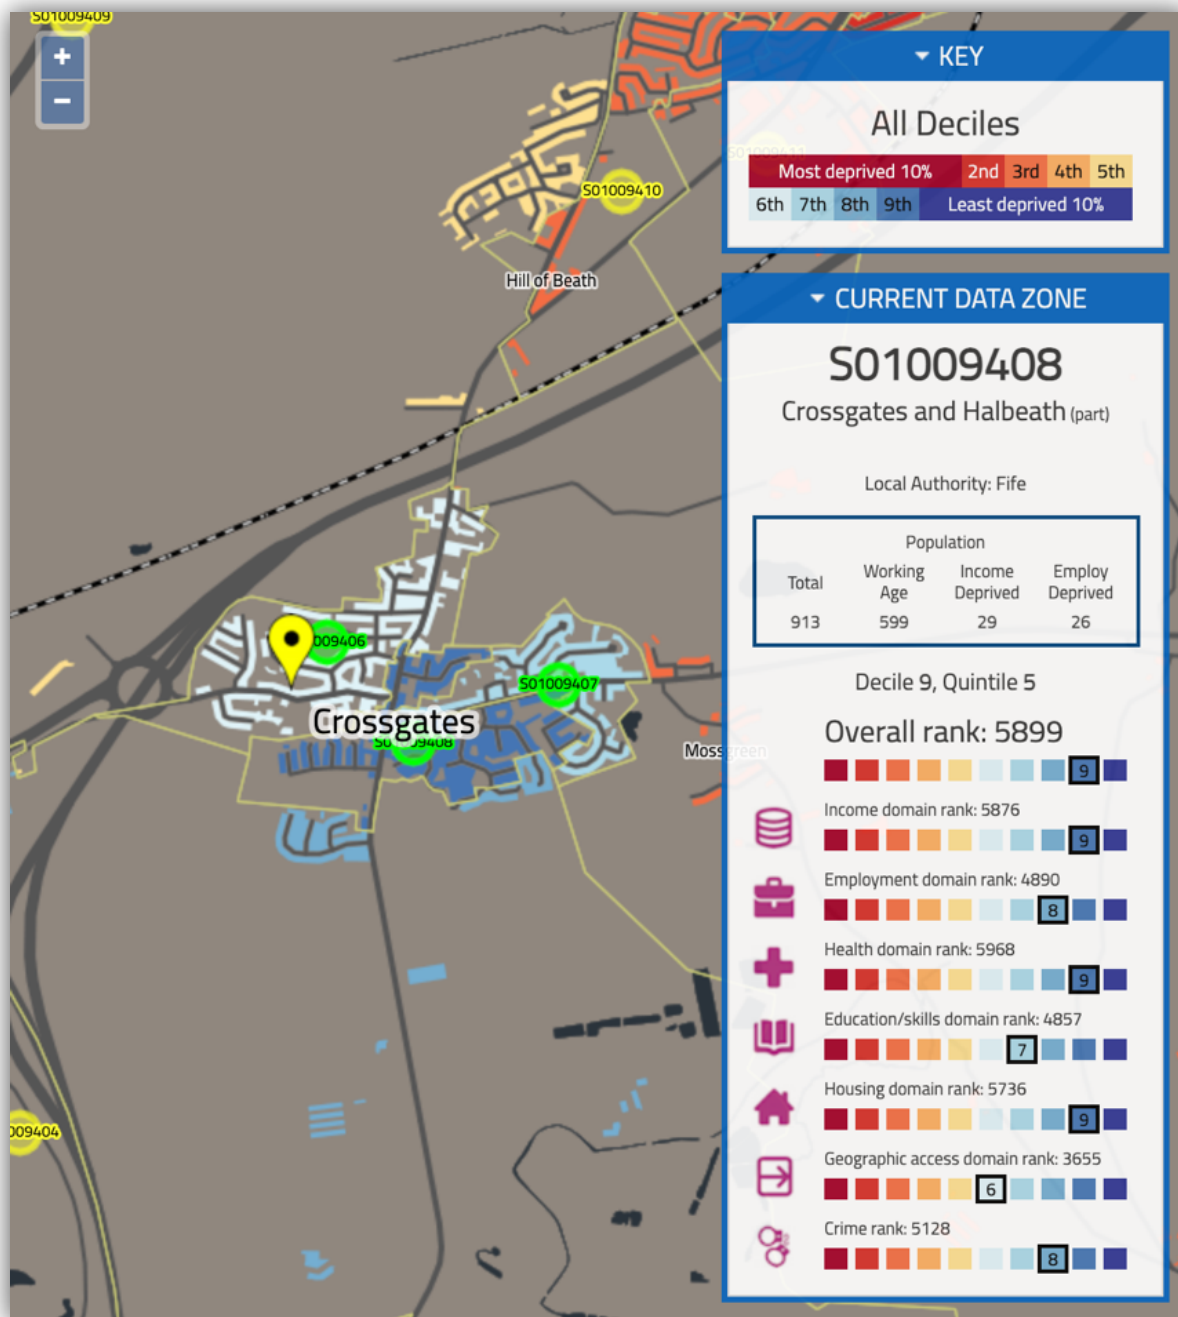 S01009409
+
−
S01009410
Hill of Beath
009406
S01009407
Crossgates
S01009408
Mossgreen
009404
KEY
All Deciles
S01009411
Most deprived 10% 2nd 3rd 4th 5th
6th 7th 8th 9th Least deprived 10%
CURRENT DATA ZONE
S01009408
Crossgates and Halbeath (part)
Local Authority: Fife
Population
Total Working Age Income Deprived Employ Deprived
913 599 29 26
Decile 9, Quintile 5
Overall rank: 5899
9
Income domain rank: 5876
9
Employment domain rank: 4890
8
Health domain rank: 5968
9
Education/skills domain rank: 4857
7
Housing domain rank: 5736
9
Geographic access domain rank: 3655
6
Crime rank: 5128
8